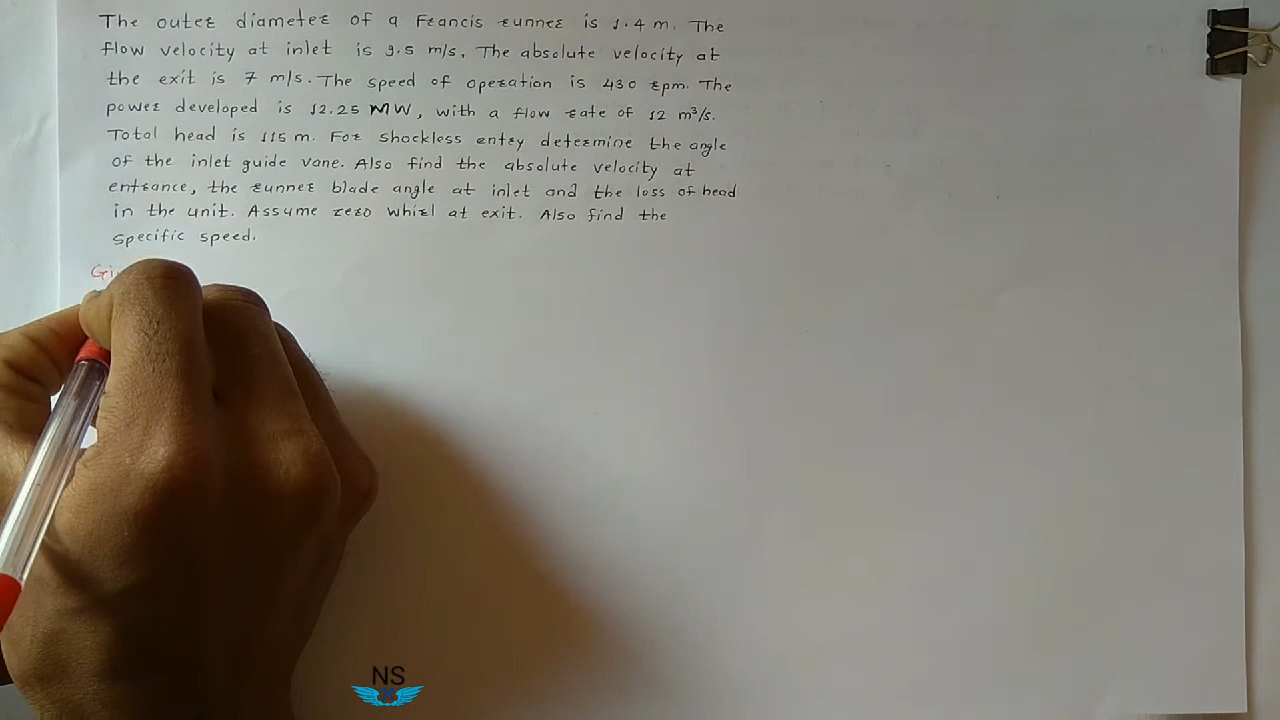 The outer diameter of a Francis runner is 1.4 m. The
flow velocity at inlet is 9.5 m/s. The absolute velocity at
the exit is 7 m/s. The speed of operation is 430 rpm. The
power developed is 12.25 MW, with a flow rate of 12 m³/s.
Total head is 115 m. For shockless entry determine the angle
of the inlet guide vane. Also find the absolute velocity at
entrance, the runner blade angle at inlet and the loss of head
in the unit. Assume zero whirl at exit. Also find the
specific speed.
Gi
NS